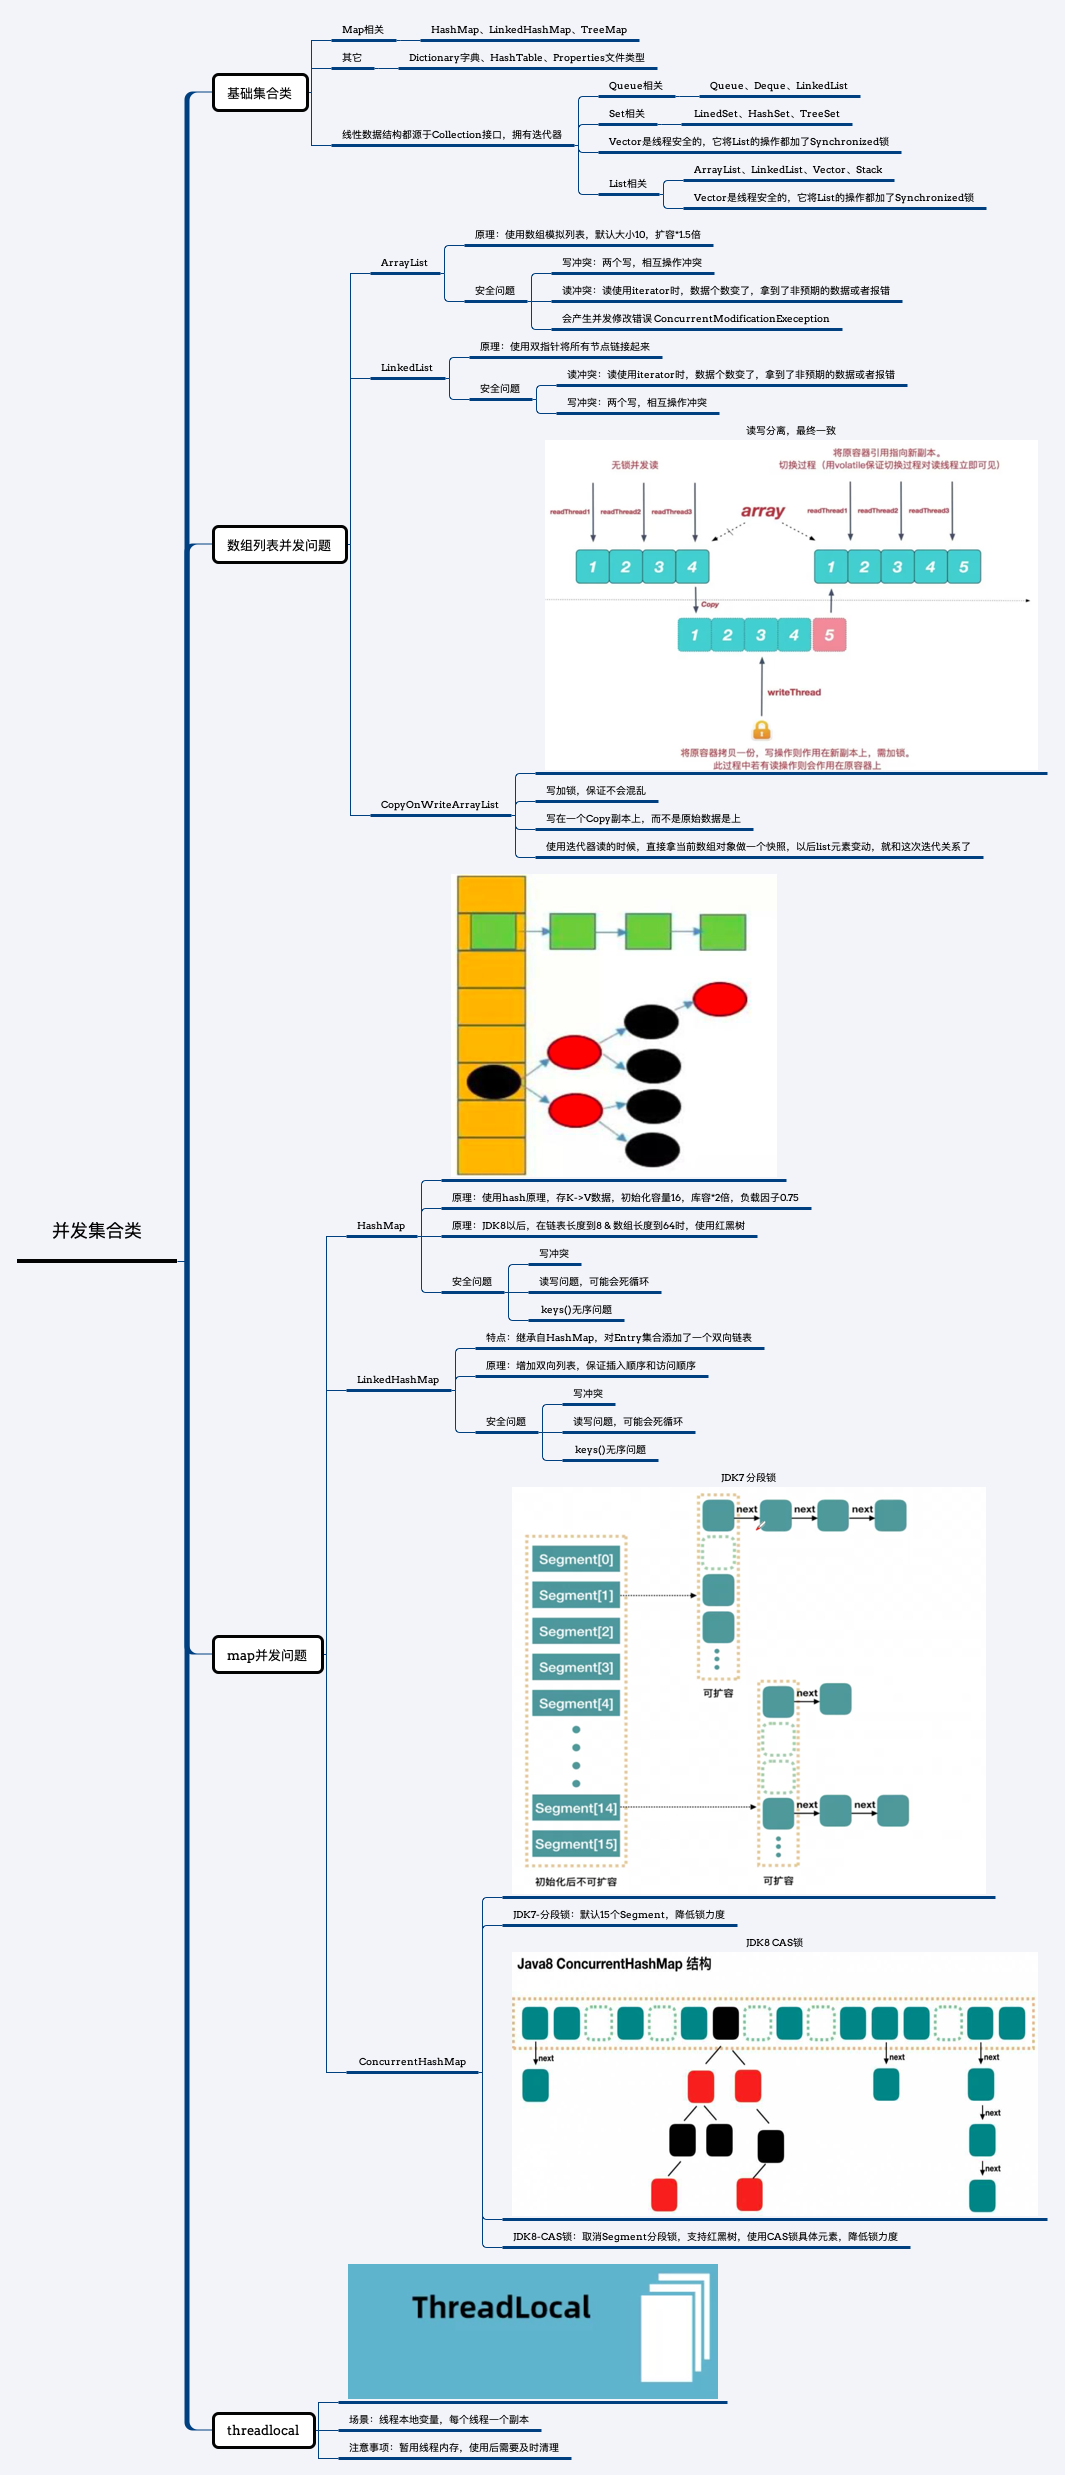 并发集合类
基础集合类
Map相关
HashMap、LinkedHashMap、TreeMap
其它
Dictionary字典、HashTable、Properties文件类型
线性数据结构都源于Collection接口，拥有迭代器
Queue相关
Queue、Deque、LinkedList
Set相关
LinedSet、HashSet、TreeSet
Vector是线程安全的，它将List的操作都加了Synchronized锁
List相关
ArrayList、LinkedList、Vector、Stack
Vector是线程安全的，它将List的操作都加了Synchronized锁
数组列表并发问题
ArrayList
原理：使用数组模拟列表，默认大小10，扩容*1.5倍
安全问题
写冲突：两个写，相互操作冲突
读冲突：读使用iterator时，数据个数变了，拿到了非预期的数据或者报错
会产生并发修改错误 ConcurrentModificationExeception
LinkedList
原理：使用双指针将所有节点链接起来
安全问题
读冲突：读使用iterator时，数据个数变了，拿到了非预期的数据或者报错
写冲突：两个写，相互操作冲突
CopyOnWriteArrayList
读写分离，最终一致
无锁并发读
将原容器引用指向新副本。
切换过程（用volatile保证切换过程对读线程立即可见）
readThread1 readThread2 readThread3
array
readThread1 readThread2 readThread3
1 2 3 4
1 2 3 4 5
Copy
1 2 3 4 5
writeThread
将原容器拷贝一份，写操作则作用在新副本上，需加锁。
此过程中若有读操作则会作用在原容器上
写加锁，保证不会混乱
写在一个Copy副本上，而不是原始数据是上
使用迭代器读的时候，直接拿当前数组对象做一个快照，以后list元素变动，就和这次迭代关系了
map并发问题
HashMap
原理：使用hash原理，存K->V数据，初始化容量16，库容*2倍，负载因子0.75
原理：JDK8以后，在链表长度到8 & 数组长度到64时，使用红黑树
安全问题
写冲突
读写问题，可能会死循环
keys()无序问题
LinkedHashMap
特点：继承自HashMap，对Entry集合添加了一个双向链表
原理：增加双向列表，保证插入顺序和访问顺序
安全问题
写冲突
读写问题，可能会死循环
keys()无序问题
ConcurrentHashMap
JDK7 分段锁
next next next
Segment[0]
Segment[1]
Segment[2]
Segment[3]
Segment[4]
可扩容
next
Segment[14]
next next
Segment[15]
初始化后不可扩容
可扩容
JDK7-分段锁：默认15个Segment，降低锁力度
JDK8 CAS锁
Java8 ConcurrentHashMap 结构
next
next
next
next
next
JDK8-CAS锁：取消Segment分段锁，支持红黑树，使用CAS锁具体元素，降低锁力度
threadlocal
ThreadLocal
场景：线程本地变量，每个线程一个副本
注意事项：暂用线程内存，使用后需要及时清理